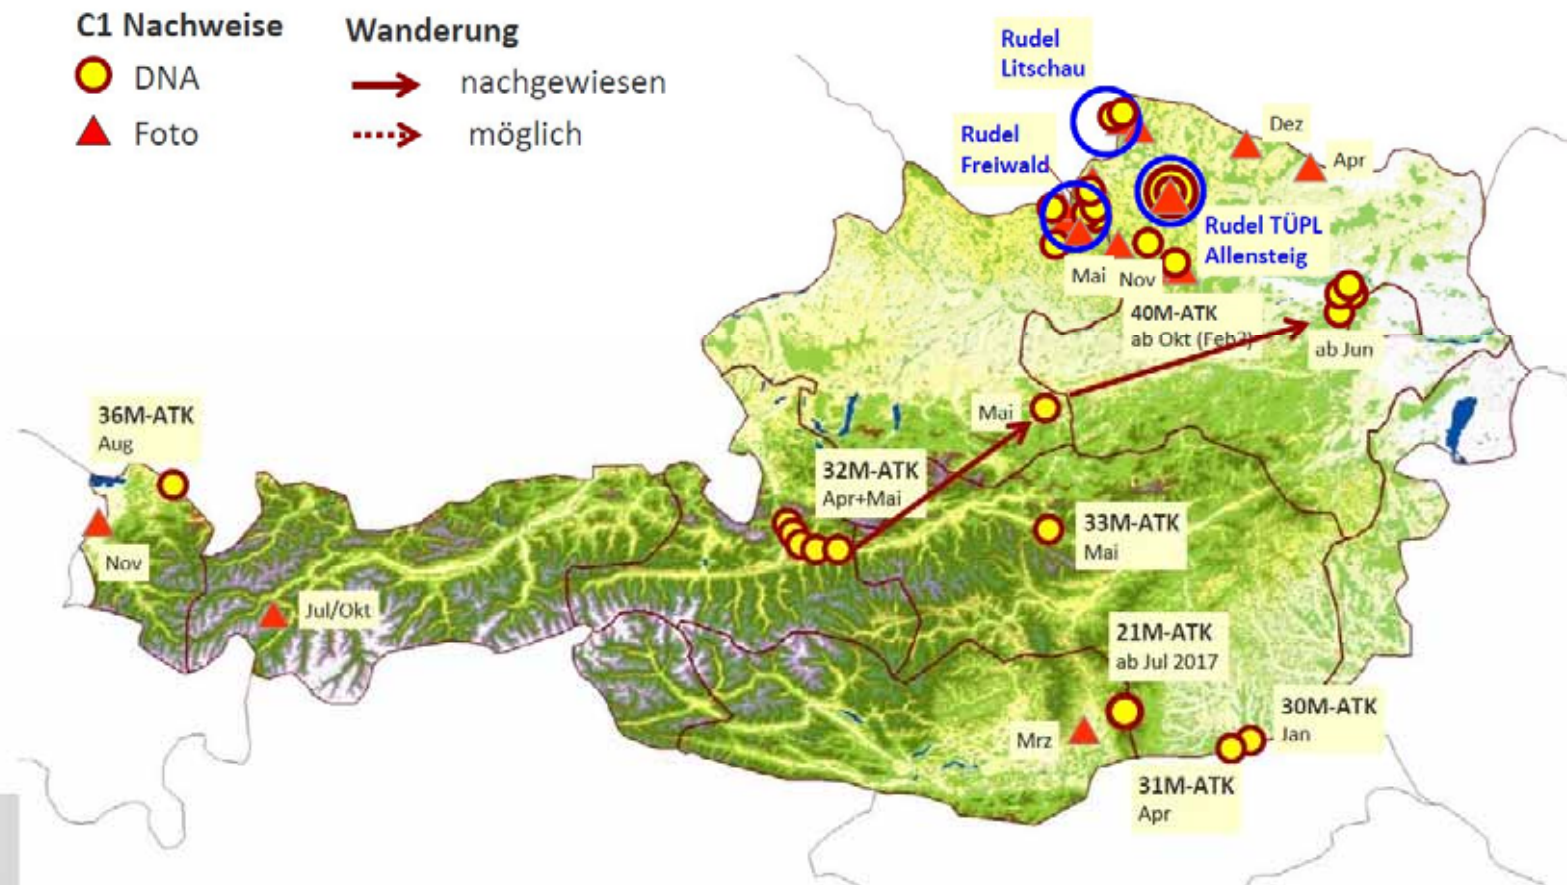 C1 Nachweise
Wanderung
DNA
nachgewiesen
Foto
möglich
Rudel
Litschau
Rudel
Freiwald
Dez
Apr
Rudel TÜPL
Allensteig
Mai
Nov
40M-ATK
ab Okt (Feb?)
ab Jun
36M-ATK
Aug
Mai
32M-ATK
Apr+Mai
33M-ATK
Mai
Nov
Jul/Okt
21M-ATK
ab Jul 2017
Mrz
30M-ATK
Jan
31M-ATK
Apr